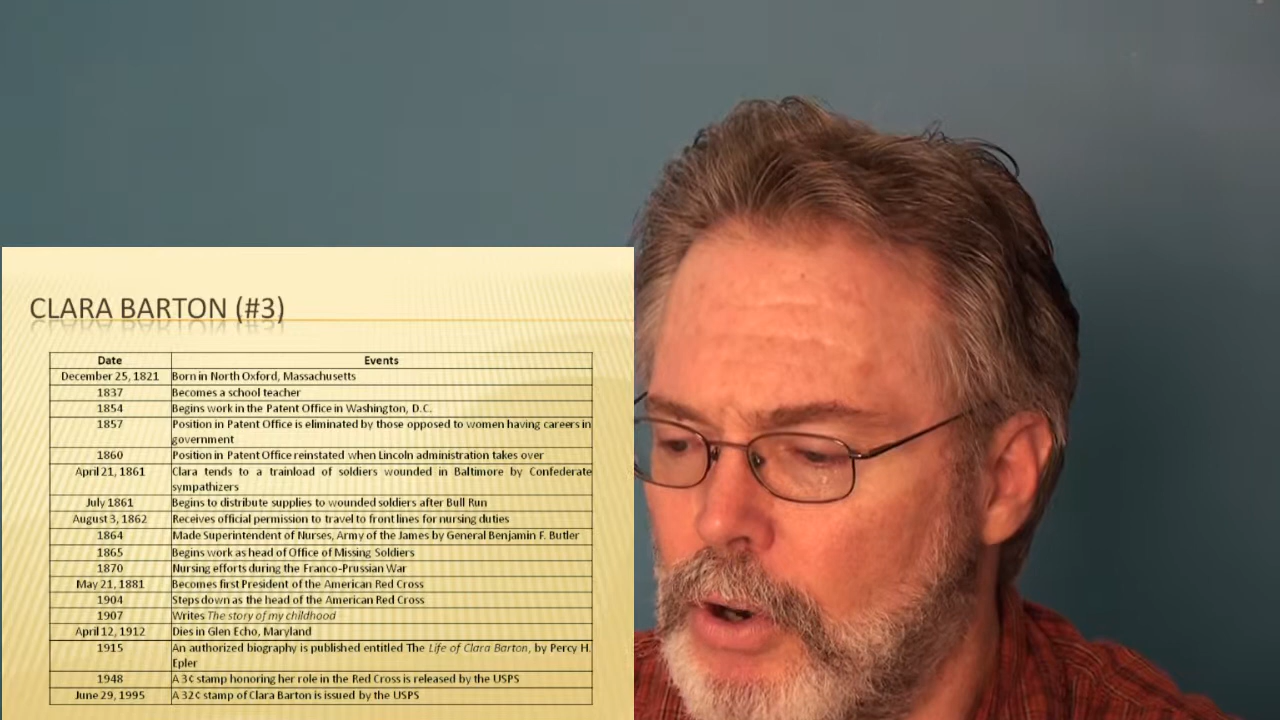 CLARA BARTON (#3)
Date Events
December 25, 1821 Born in North Oxford, Massachusetts
1837 Becomes a school teacher
1854 Begins work in the Patent Office in Washington, D.C.
1857 Position in Patent Office is eliminated by those opposed to women having careers in
government
1860 Position in Patent Office reinstated when Lincoln administration takes over
April 21, 1861 Clara tends to a trainload of soldiers wounded in Baltimore by Confederate
sympathizers
July 1861 Begins to distribute supplies to wounded soldiers after Bull Run
August 3, 1862 Receives official permission to travel to front lines for nursing duties
1864 Made Superintendent of Nurses, Army of the James by General Benjamin F. Butler
1865 Begins work as head of Office of Missing Soldiers
1870 Nursing efforts during the Franco-Prussian War
May 21, 1881 Becomes first President of the American Red Cross
1904 Steps down as the head of the American Red Cross
1907 Writes The story of my childhood
April 12, 1912 Dies in Glen Echo, Maryland
1915 An authorized biography is published entitled The Life of Clara Barton, by Percy H.
Epler
1948 A 3¢ stamp honoring her role in the Red Cross is released by the USPS
June 29, 1995 A 32¢ stamp of Clara Barton is issued by the USPS